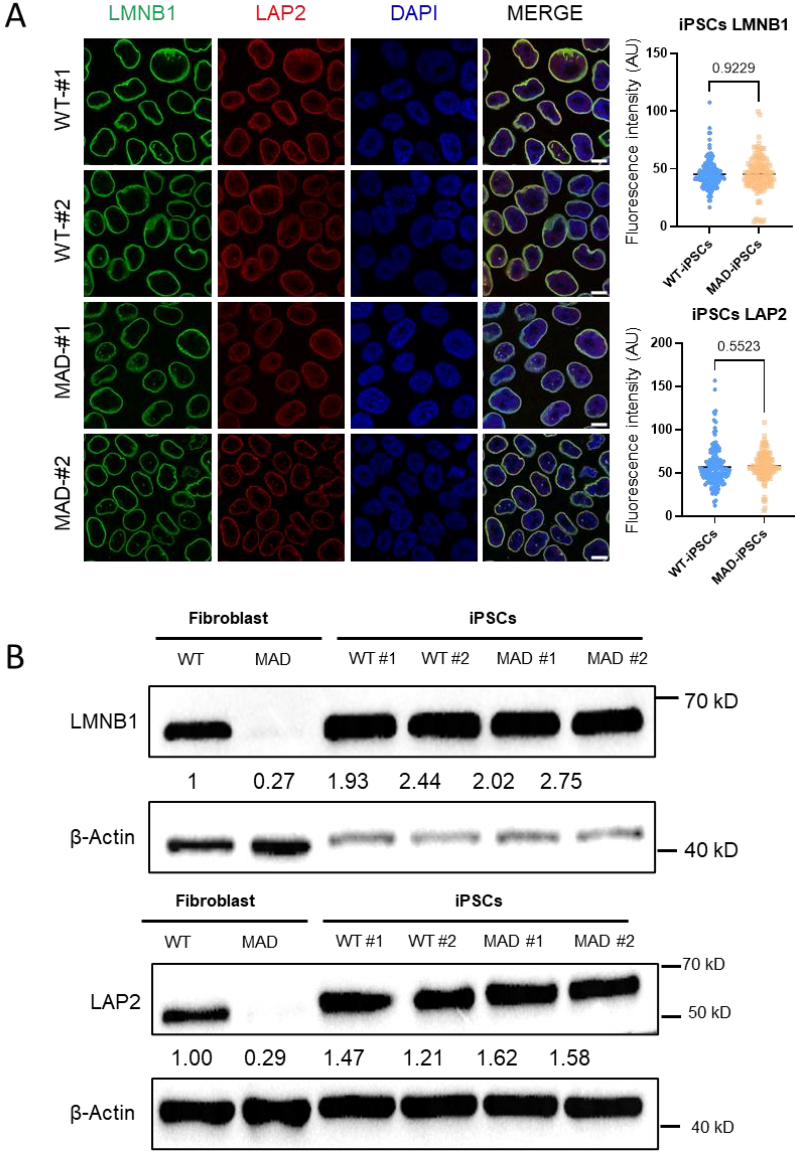 A
LMNB1 LAP2 DAPI MERGE
WT-#1
WT-#2
MAD-#1
MAD-#2
iPSCs LMNB1
Fluorescence intensity (AU)
150
100
50
0
0.9229
WT-iPSCs
MAD-iPSCs
iPSCs LAP2
Fluorescence intensity (AU)
200
150
100
50
0
0.5523
WT-iPSCs
MAD-iPSCs
B
Fibroblast iPSCs
WT MAD WT #1 WT #2 MAD #1 MAD #2
LMNB1
70 kD
1 0.27 1.93 2.44 2.02 2.75
β-Actin
40 kD
Fibroblast iPSCs
WT MAD WT #1 WT #2 MAD #1 MAD #2
LAP2
70 kD
50 kD
1.00 0.29 1.47 1.21 1.62 1.58
β-Actin
40 kD